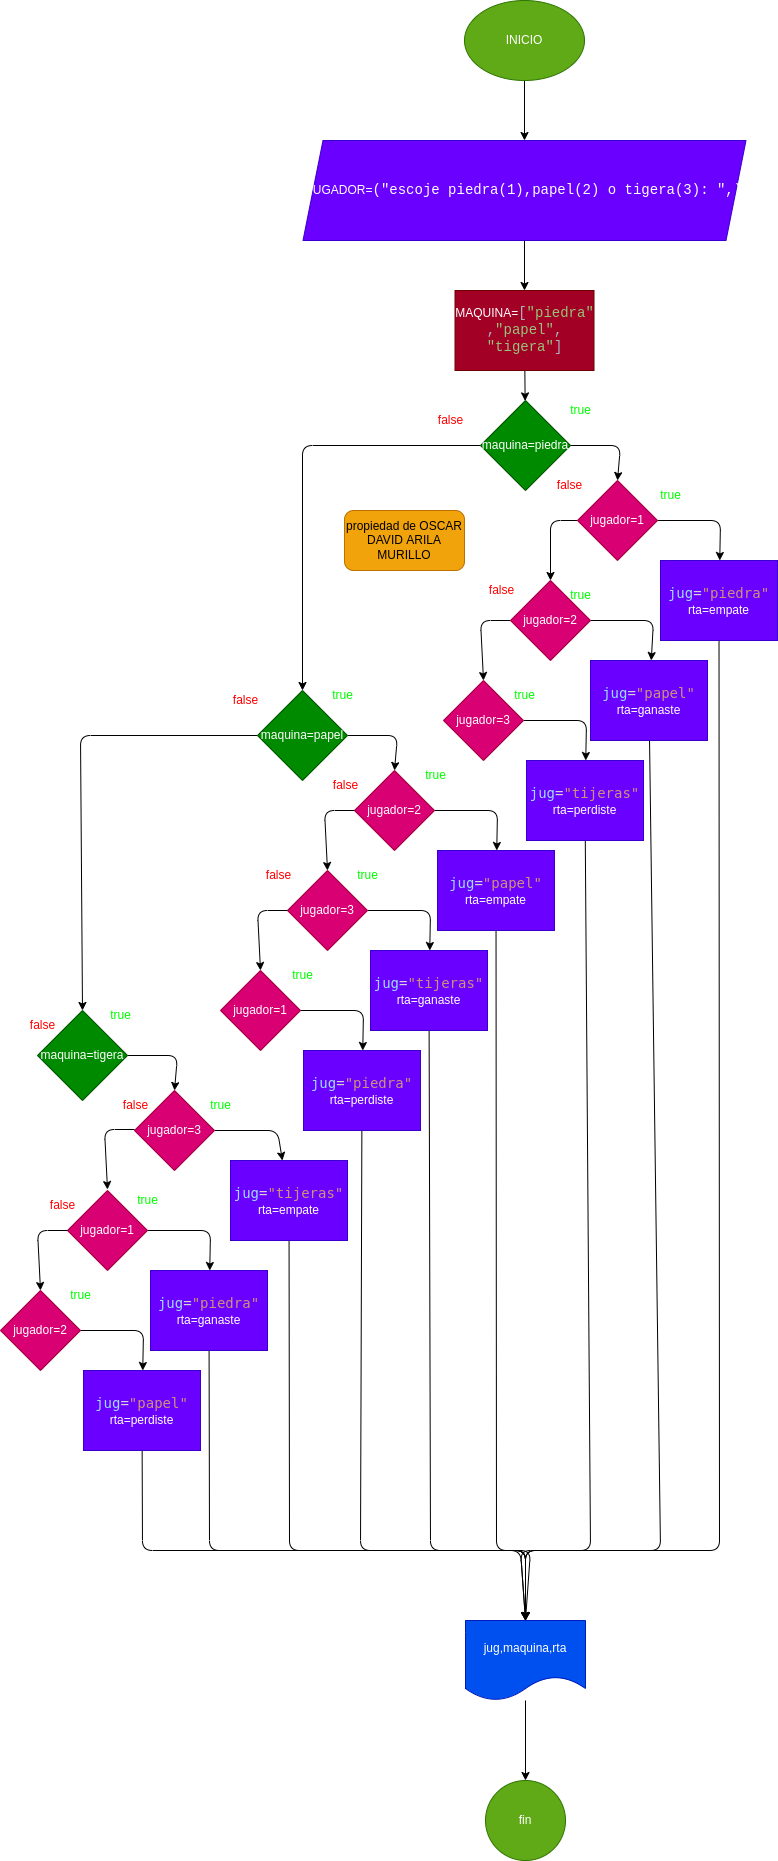 INICIO
UGADOR=("escoje piedra(1),papel(2) o tigera(3): ",
MAQUINA=["piedra"
,"papel",
"tigera"]
false
true
maquina=piedra
false
true
jugador=1
propiedad de OSCAR
DAVID ARILA
MURILLO
false
true
jugador=2
jug="piedra"
rta=empate
false
true
jugador=3
true
jug="papel"
rta=ganaste
maquina=papel
false
true
jugador=2
jug="tijeras"
rta=perdiste
false
true
jugador=3
jug="papel"
rta=empate
true
jugador=1
jug="tijeras"
rta=ganaste
false
true
maquina=tigera
jug="piedra"
rta=perdiste
false
true
jugador=3
false
true
jugador=1
jug="tijeras"
rta=empate
true
jugador=2
jug="piedra"
rta=ganaste
jug="papel"
rta=perdiste
jug,maquina,rta
fin